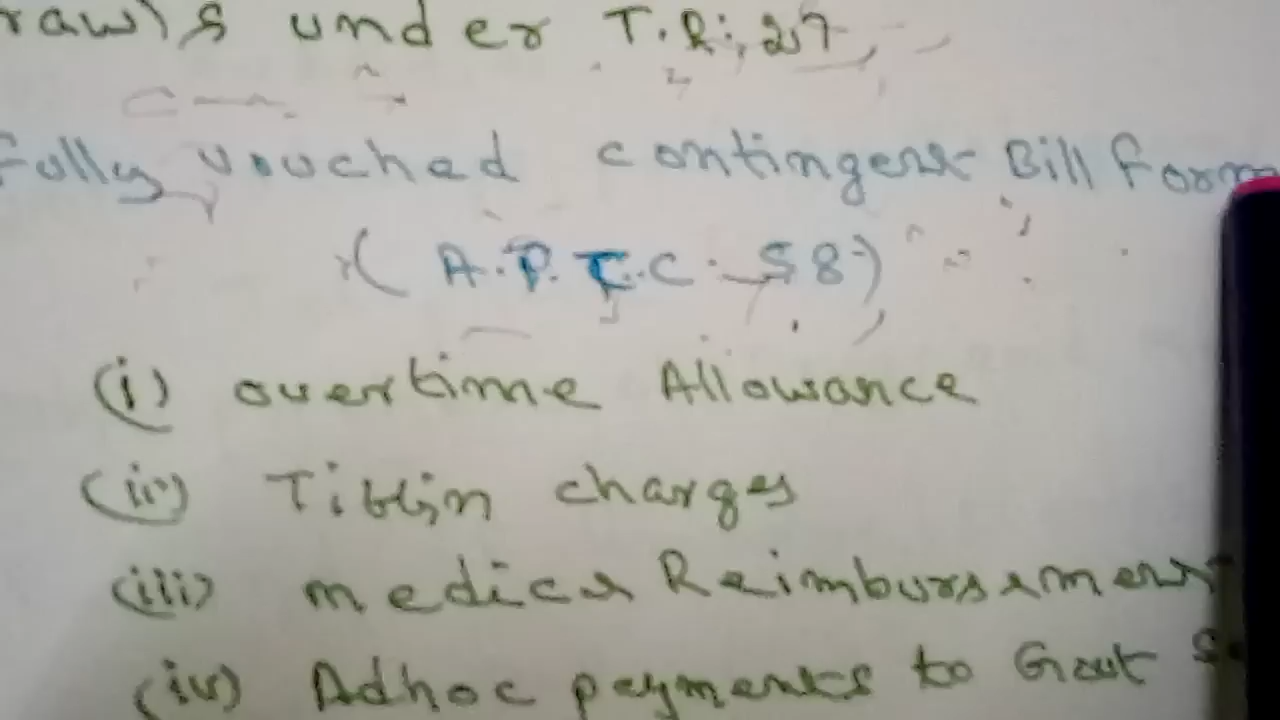 raw)s under T.R; 27
Fully vouched contingent Bill form
(A.P.T.C. 58)
(i) overtime Allowance
(ii) Tiffin charges
(iii) medical Reimbursement
(iv) Adhoc payments to Govt